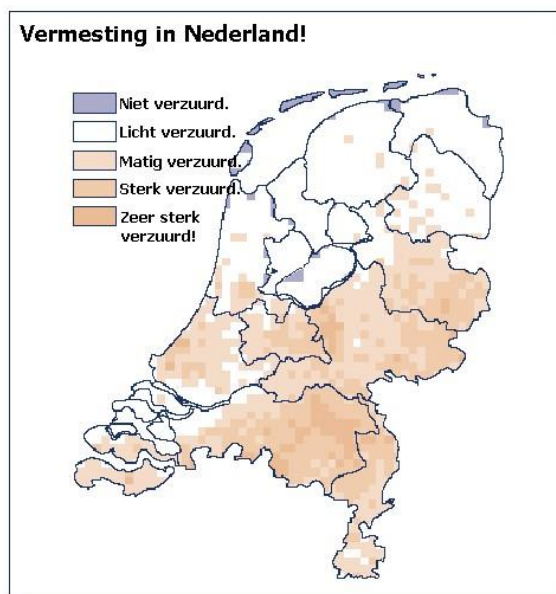 Vermesting in Nederland!
Niet verzuurd.
Licht verzuurd.
Matig verzuurd.
Sterk verzuurd.
Zeer sterk
verzuurd!